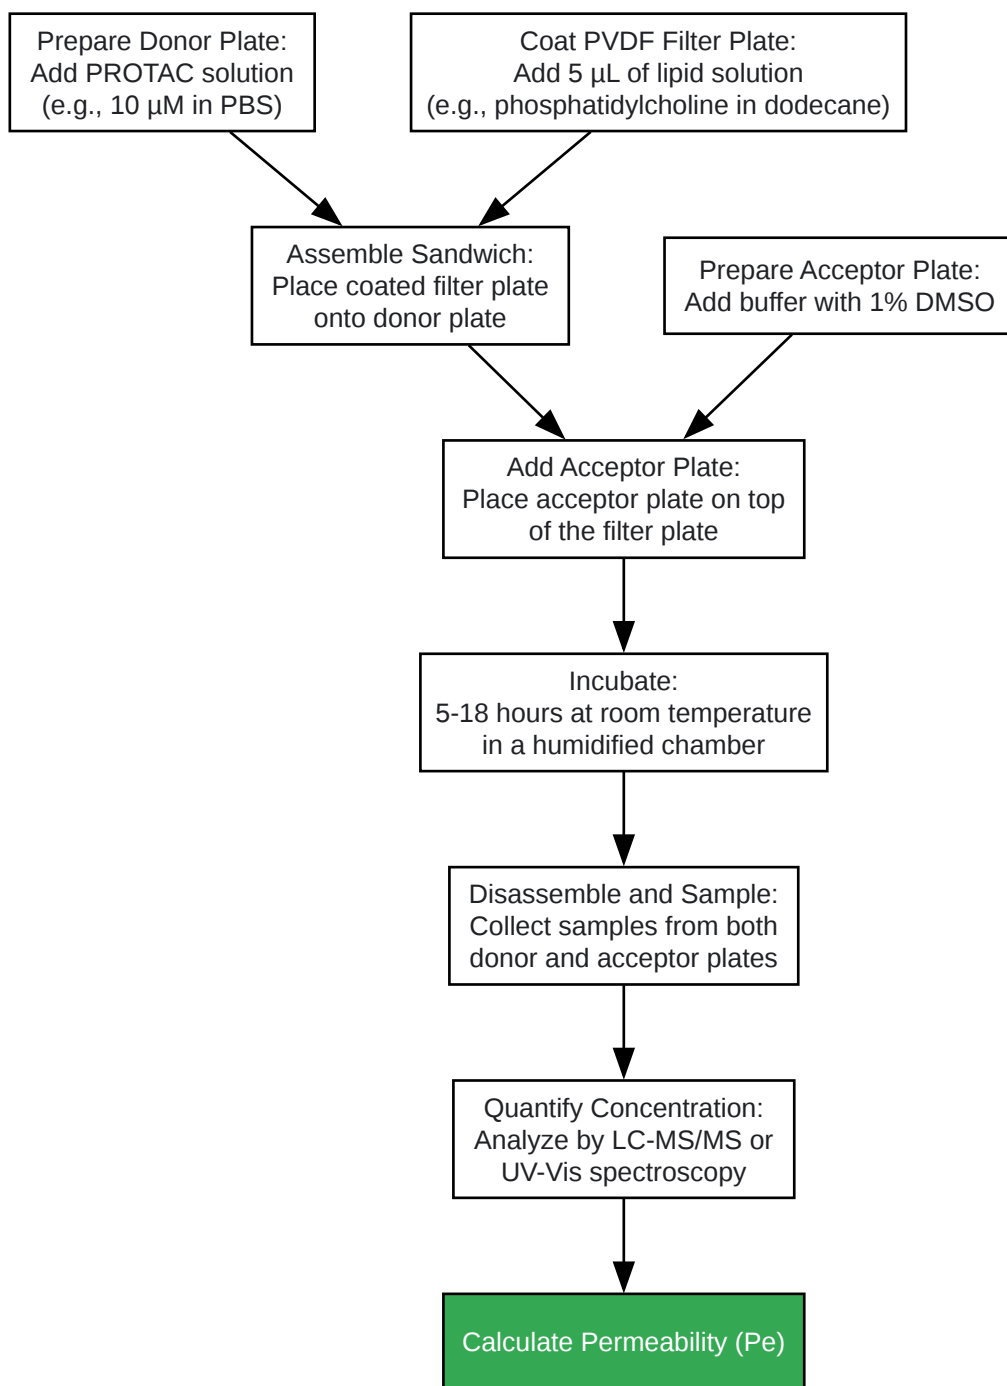 Prepare Donor Plate:
Add PROTAC solution
(e.g., 10 µM in PBS)
Coat PVDF Filter Plate:
Add 5 µL of lipid solution
(e.g., phosphatidylcholine in dodecane)
Assemble Sandwich:
Place coated filter plate
onto donor plate
Prepare Acceptor Plate:
Add buffer with 1% DMSO
Add Acceptor Plate:
Place acceptor plate on top
of the filter plate
Incubate:
5-18 hours at room temperature
in a humidified chamber
Disassemble and Sample:
Collect samples from both
donor and acceptor plates
Quantify Concentration:
Analyze by LC-MS/MS or
UV-Vis spectroscopy
Calculate Permeability (Pe)